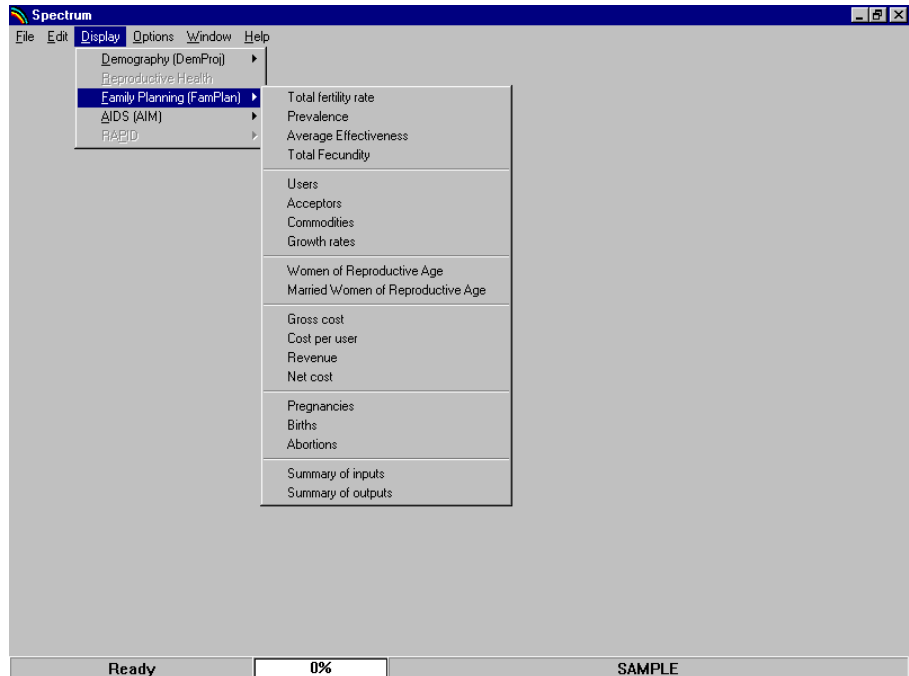 Spectrum
File Edit Display Options Window Help
Demography (DemProj)
Reproductive Health
Family Planning (FamPlan)
AIDS (AIM)
RAPID
Total fertility rate
Prevalence
Average Effectiveness
Total Fecundity
Users
Acceptors
Commodities
Growth rates
Women of Reproductive Age
Married Women of Reproductive Age
Gross cost
Cost per user
Revenue
Net cost
Pregnancies
Births
Abortions
Summary of inputs
Summary of outputs
Ready 0% SAMPLE